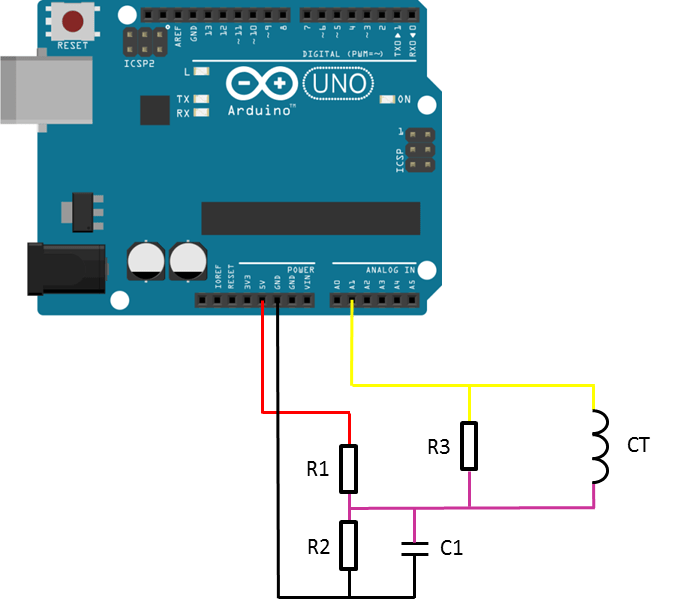 RESET
ICSP2
AREF
GND
13
12
~11
~10
~9
8
7
~6
~5
4
~3
2
TX0▶1
RX0◀0
DIGITAL (PWM=~)
L
TX
RX
UNO
Arduino™
ON
1
ICSP
POWER
ANALOG IN
IOREF
RESET
3V3
5V
GND
GND
VIN
A0
A1
A2
A3
A4
A5
R3
CT
R1
R2
C1